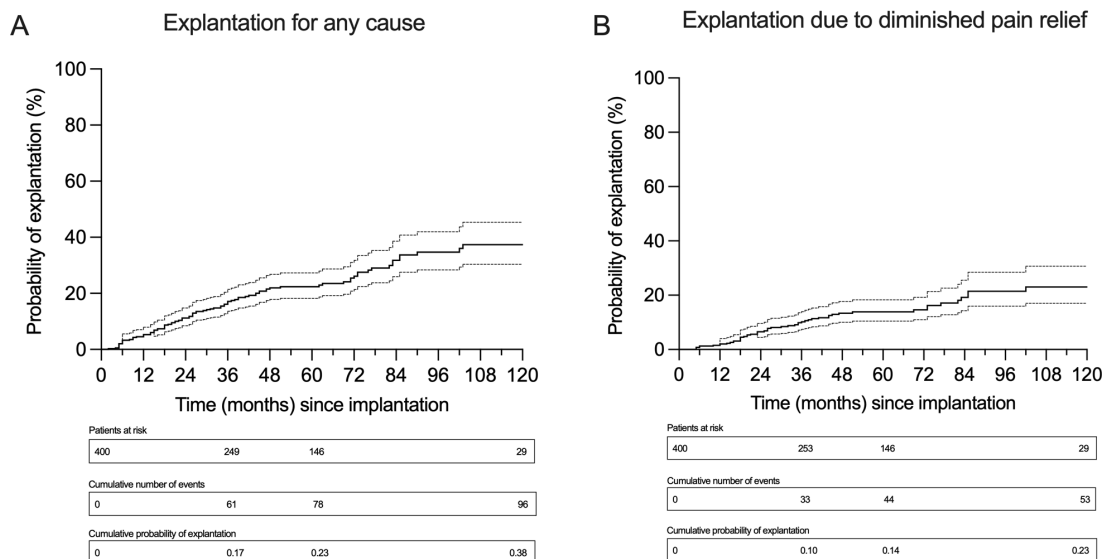 A
Explantation for any cause
Probability of explantation (%)
100
80
60
40
20
0
0 12 24 36 48 60 72 84 96 108 120
Time (months) since implantation
Patients at risk
400 249 146 29
Cumulative number of events
0 61 78 96
Cumulative probability of explantation
0 0.17 0.23 0.38
B
Explantation due to diminished pain relief
Probability of explantation (%)
100
80
60
40
20
0
0 12 24 36 48 60 72 84 96 108 120
Time (months) since implantation
Patients at risk
400 253 146 29
Cumulative number of events
0 33 44 53
Cumulative probability of explantation
0 0.10 0.14 0.23